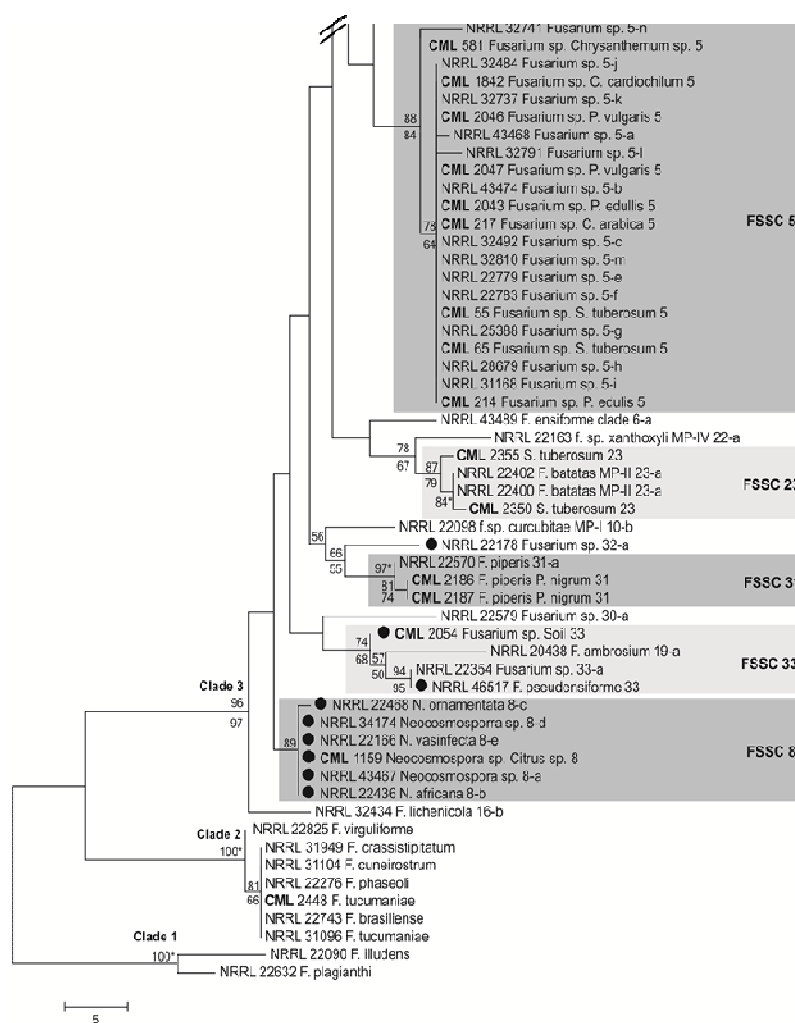 NRRL 32741 Fusarium sp. 5-n
CML 581 Fusarium sp. Chrysanthemum sp. 5
NRRL 32484 Fusarium sp. 5-j
CML 1842 Fusarium sp. C. cardiochilum 5
NRRL 32737 Fusarium sp. 5-k
88
CML 2046 Fusarium sp. P. vulgaris 5
84
NRRL 43468 Fusarium sp. 5-a
NRRL 32791 Fusarium sp. 5-l
CML 2047 Fusarium sp. P. vulgaris 5
NRRL 43474 Fusarium sp. 5-b
CML 2043 Fusarium sp. P. edullis 5
78
CML 217 Fusarium sp. C. arabica 5
FSSC 5
64
NRRL 32492 Fusarium sp. 5-c
NRRL 32810 Fusarium sp. 5-m
NRRL 22779 Fusarium sp. 5-e
NRRL 22783 Fusarium sp. 5-f
CML 55 Fusarium sp. S. tuberosum 5
NRRL 25388 Fusarium sp. 5-g
CML 65 Fusarium sp. S. tuberosum 5
NRRL 28679 Fusarium sp. 5-h
NRRL 31168 Fusarium sp. 5-i
CML 214 Fusarium sp. P. edulis 5
NRRL 43489 F. ensiforme clade 6-a
NRRL 22163 f. sp. xanthoxyli MP-IV 22-a
78
67
CML 2355 S. tuberosum 23
87
NRRL 22402 F. batatas MP-II 23-a
79
NRRL 22400 F. batatas MP-II 23-a
FSSC 23
84*
CML 2350 S. tuberosum 23
NRRL 22098 f.sp. curcubitae MP-I 10-b
56
NRRL 22178 Fusarium sp. 32-a
66
55
NRRL 22570 F. piperis 31-a
97*
CML 2186 F. piperis P. nigrum 31
FSSC 31
81
74
CML 2187 F. piperis P. nigrum 31
NRRL 22579 Fusarium sp. 30-a
CML 2054 Fusarium sp. Soil 33
74
NRRL 20438 F. ambrosium 19-a
68
57
FSSC 33
50
94
NRRL 22354 Fusarium sp. 33-a
95
NRRL 46517 F. pseudensiforme 33
Clade 3
96
97
NRRL 22468 N. ornamentata 8-c
NRRL 34174 Neocosmosporra sp. 8-d
89
NRRL 22166 N. vasinfecta 8-e
FSSC 8
CML 1159 Neocosmospora sp. Citrus sp. 8
NRRL 43467 Neocosmospora sp. 8-a
NRRL 22436 N. africana 8-b
NRRL 32434 F. lichenicola 16-b
Clade 2
NRRL 22825 F. virguliforme
100*
NRRL 31949 F. crassistipitatum
NRRL 31104 F. cuneirostrum
81
NRRL 22276 F. phaseoli
66
CML 2448 F. tucumaniae
NRRL 22743 F. brasiliense
NRRL 31096 F. tucumaniae
Clade 1
100*
NRRL 22090 F. illudens
NRRL 22632 F. plagianthi
5